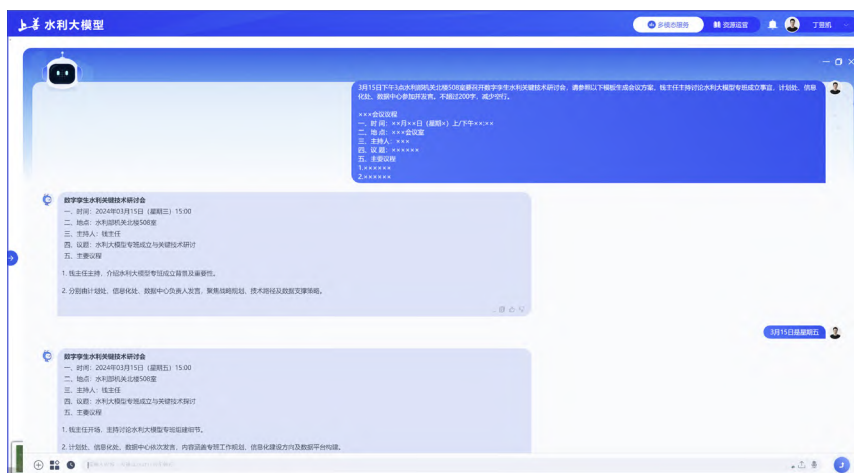 上善 水利大模型
多模态服务 资源运营 丁昱凯
3月15日下午3点水利部机关北楼508室要召开数字孪生水利关键技术研讨会，请参照以下模板生成会议方案，钱主任主持讨论水利大模型专班成立事宜，计划处、信息
化处、数据中心参加并发言，不超过200字，减少空行。
×××会议议程
一、时 间：××月××日（星期×）上/下午××:××
二、地 点：×××会议室
三、主持人：×××
四、议 题：××××××
五、主要议程
1.××××××
2.××××××
数字孪生水利关键技术研讨会
一、时间：2024年03月15日（星期三）15:00
二、地点：水利部机关北楼508室
三、主持人：钱主任
四、议题：水利大模型专班成立与关键技术研讨
五、主要议程
1. 钱主任主持，介绍水利大模型专班成立背景及重要性。
2. 分别由计划处、信息化处、数据中心负责人发言，聚焦战略规划、技术路径及数据支撑策略。
3月15日是星期五
数字孪生水利关键技术研讨会
一、时间：2024年03月15日（星期五）15:00
二、地点：水利部机关北楼508室
三、主持人：钱主任
四、议题：水利大模型专班成立与关键技术探讨
五、主要议程
1. 钱主任开场，主持讨论水利大模型专班组建细节。
2. 计划处、信息化处、数据中心依次发言，内容涵盖专班工作规划、信息化建设方向及数据平台构建。